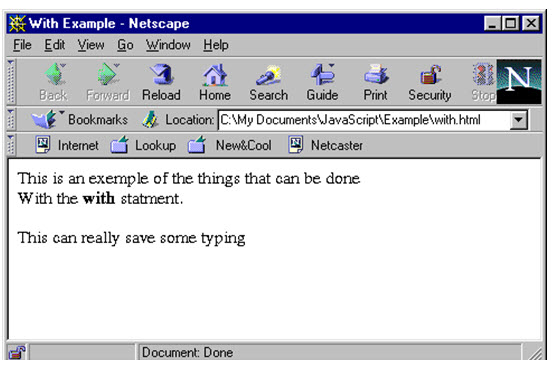 With Example - Netscape
File Edit View Go Window Help
Back Forward Reload Home Search Guide Print Security Stop N
Bookmarks Location: C:\My Documents\JavaScript\Example\with.html
Internet Lookup New&Cool Netcaster
This is an exemple of the things that can be done
With the with statment.
This can really save some typing
Document: Done